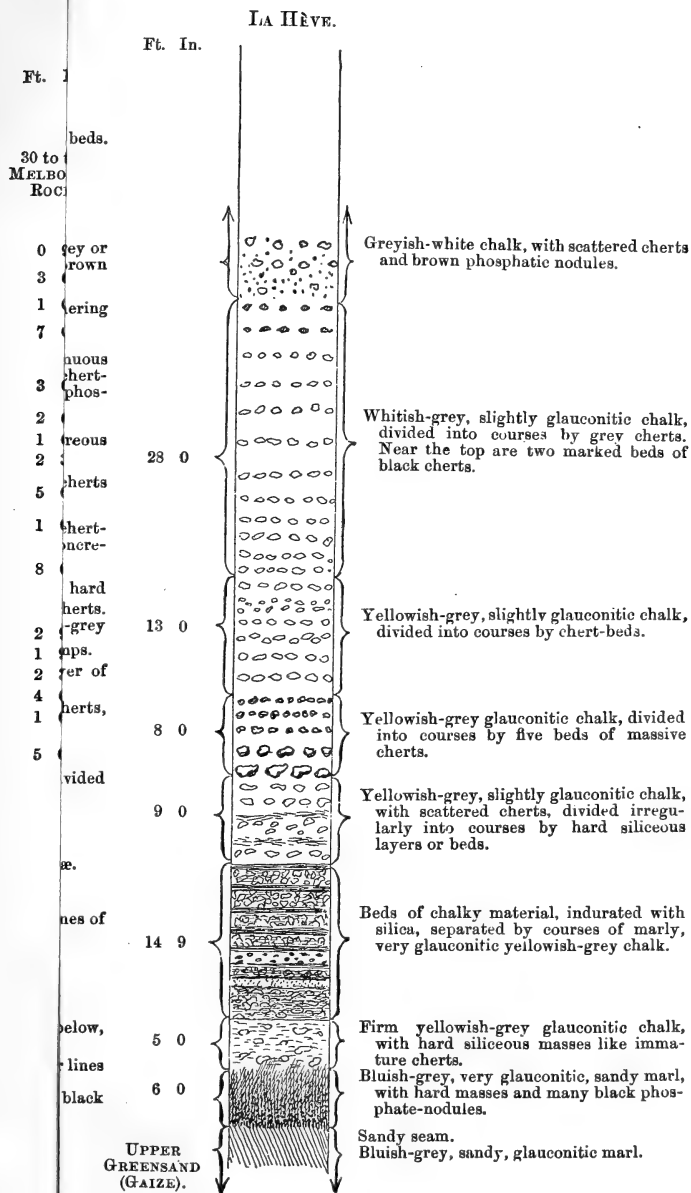 LA HÈVE.
Ft. In.
Ft.
beds.
30 to
MELBO
ROC
0
ey or
rown
3
1
ering
7
nuous
chert-
3
phos-
2
1
reous
2
5
cherts
1
chert-
oncre-
8
hard
herts.
2
-grey
1
mps.
2
er of
4
1
herts,
5
vided
æ.
nes of
elow,
lines
black
Greyish-white chalk, with scattered cherts
and brown phosphatic nodules.
28 0
Whitish-grey, slightly glauconitic chalk,
divided into courses by grey cherts.
Near the top are two marked beds of
black cherts.
13 0
Yellowish-grey, slightly glauconitic chalk,
divided into courses by chert-beds.
8 0
Yellowish-grey glauconitic chalk, divided
into courses by five beds of massive
cherts.
9 0
Yellowish-grey, slightly glauconitic chalk,
with scattered cherts, divided irregu-
larly into courses by hard siliceous
layers or beds.
14 9
Beds of chalky material, indurated with
silica, separated by courses of marly,
very glauconitic yellowish-grey chalk.
5 0
Firm yellowish-grey glauconitic chalk,
with hard siliceous masses like imma-
ture cherts.
6 0
Bluish-grey, very glauconitic, sandy marl,
with hard masses and many black phos-
phate-nodules.
UPPER
GREENSAND
(GAIZE).
Sandy seam.
Bluish-grey, sandy, glauconitic marl.